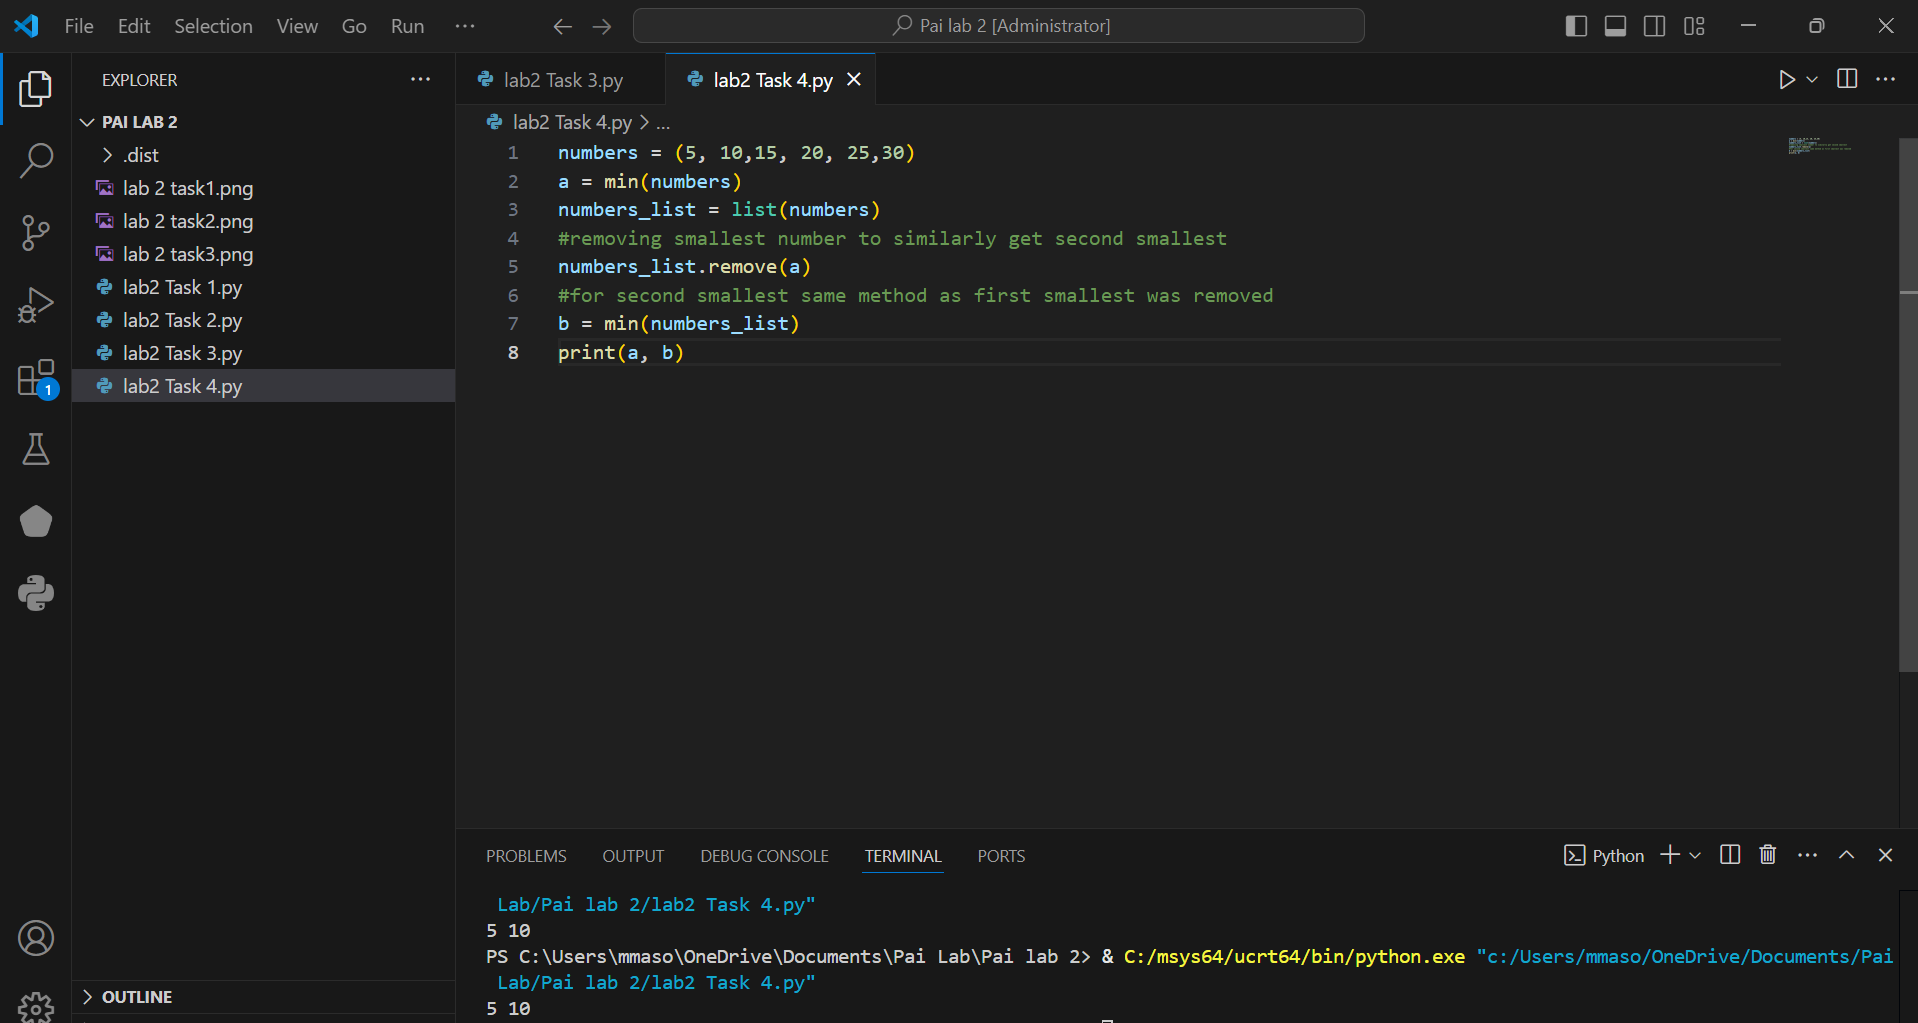 File Edit Selection View Go Run ··· Pai lab 2 [Administrator]
EXPLORER ···
PAI LAB 2
.dist
lab 2 task1.png
lab 2 task2.png
lab 2 task3.png
lab2 Task 1.py
lab2 Task 2.py
lab2 Task 3.py
lab2 Task 4.py
1
OUTLINE
lab2 Task 3.py lab2 Task 4.py
lab2 Task 4.py > ...
1 numbers = (5, 10,15, 20, 25,30)
2 a = min(numbers)
3 numbers_list = list(numbers)
4 #removing smallest number to similarly get second smallest
5 numbers_list.remove(a)
6 #for second smallest same method as first smallest was removed
7 b = min(numbers_list)
8 print(a, b)
PROBLEMS OUTPUT DEBUG CONSOLE TERMINAL PORTS Python
Lab/Pai lab 2/lab2 Task 4.py"
5 10
PS C:\Users\mmaso\OneDrive\Documents\Pai Lab\Pai lab 2> & C:/msys64/ucrt64/bin/python.exe "c:/Users/mmaso/OneDrive/Documents/Pai
Lab/Pai lab 2/lab2 Task 4.py"
5 10